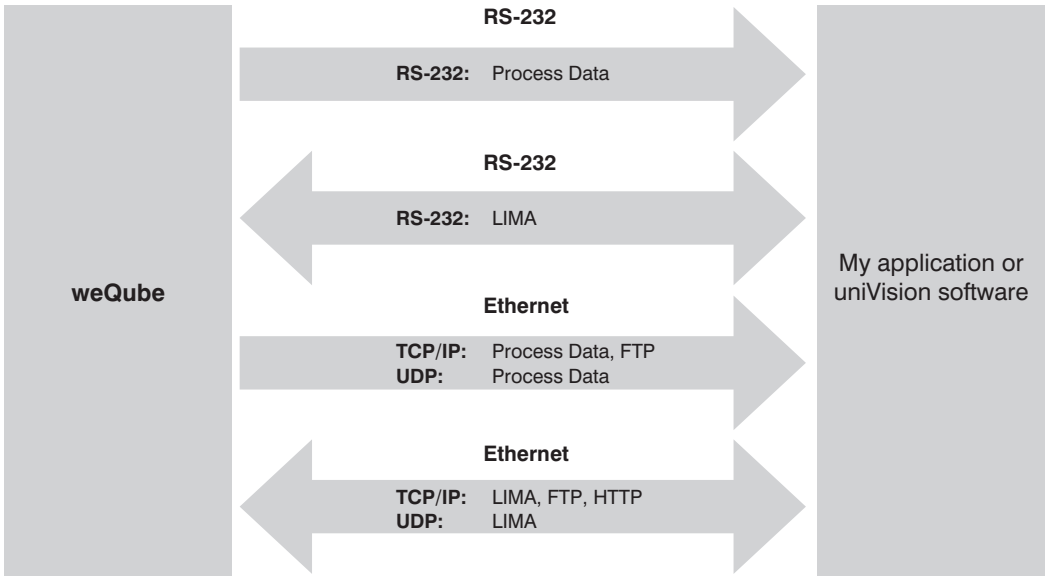 RS-232
RS-232: Process Data
RS-232
RS-232: LIMA
weQube
My application or
uniVision software
Ethernet
TCP/IP: Process Data, FTP
UDP: Process Data
Ethernet
TCP/IP: LIMA, FTP, HTTP
UDP: LIMA